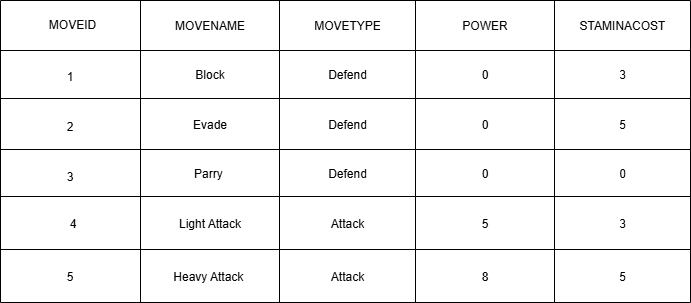 MOVEID MOVENAME MOVETYPE POWER STAMINACOST
1 Block Defend 0 3
2 Evade Defend 0 5
3 Parry Defend 0 0
4 Light Attack Attack 5 3
5 Heavy Attack Attack 8 5